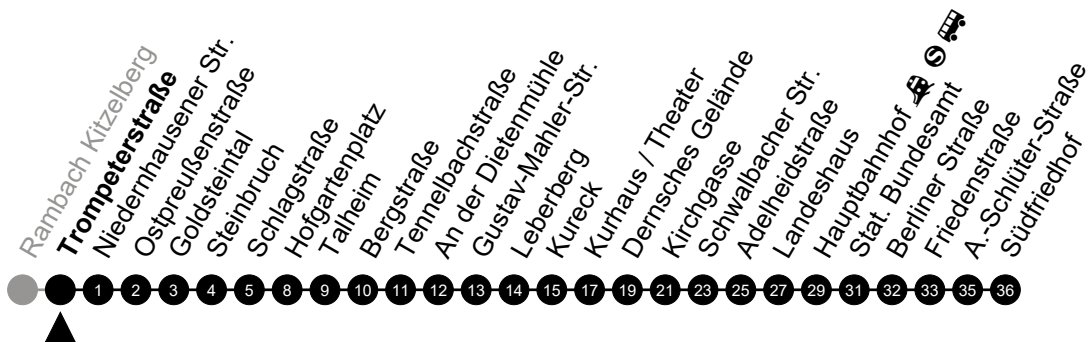 Rambach Kitzelberg
Trompeterstraße
Niedernhausener Str.
Ostpreußenstraße
Goldsteintal
Steinbruch
Schlagstraße
Hofgartenplatz
Talheim
Bergstraße
Tennelbachstraße
An der Dietenmühle
Gustav-Mahler-Str.
Leberberg
Kureck
Kurhaus / Theater
Dernsches Gelände
Kirchgasse
Schwalbacher Str.
Adelheidstraße
Landeshaus
Hauptbahnhof S
Stat. Bundesamt
Berliner Straße
Friedenstraße
A.-Schlüter-Straße
Südfriedhof
1 2 3 4 5 8 9 10 11 12 13 14 15 17 19 21 23 25 27 29 31 32 33 35 36